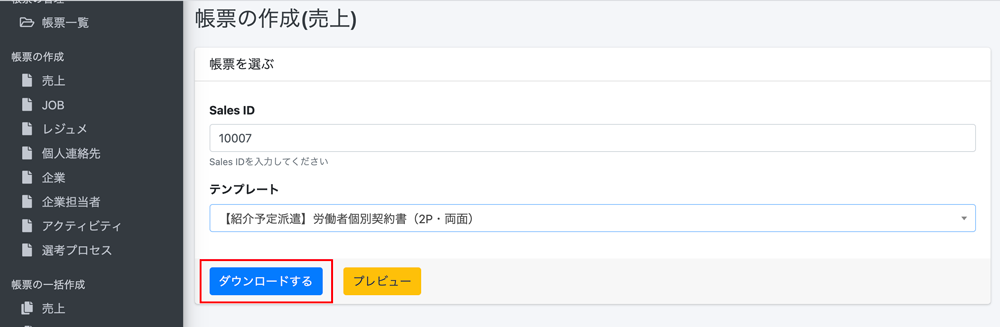 帳票一覧
帳票の作成
売上
JOB
レジュメ
個人連絡先
企業
企業担当者
アクティビティ
選考プロセス
帳票の一括作成
売上
帳票の作成(売上)
帳票を選ぶ
Sales ID
10007
Sales IDを入力してください
テンプレート
【紹介予定派遣】労働者個別契約書（2P・両面）
ダウンロードする
プレビュー